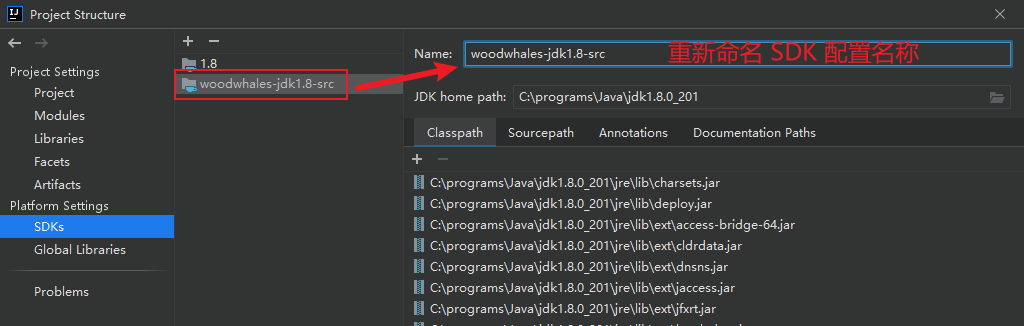 IJ Project Structure
Project Settings
Project
Modules
Libraries
Facets
Artifacts
Platform Settings
SDKs
Global Libraries
Problems
1.8
woodwhales-jdk1.8-src
Name: woodwhales-jdk1.8-src 重新命名 SDK 配置名称
JDK home path: C:\programs\Java\jdk1.8.0_201
Classpath Sourcepath Annotations Documentation Paths
C:\programs\Java\jdk1.8.0_201\jre\lib\charsets.jar
C:\programs\Java\jdk1.8.0_201\jre\lib\deploy.jar
C:\programs\Java\jdk1.8.0_201\jre\lib\ext\access-bridge-64.jar
C:\programs\Java\jdk1.8.0_201\jre\lib\ext\cldrdata.jar
C:\programs\Java\jdk1.8.0_201\jre\lib\ext\dnsns.jar
C:\programs\Java\jdk1.8.0_201\jre\lib\ext\jaccess.jar
C:\programs\Java\jdk1.8.0_201\jre\lib\ext\jfxrt.jar